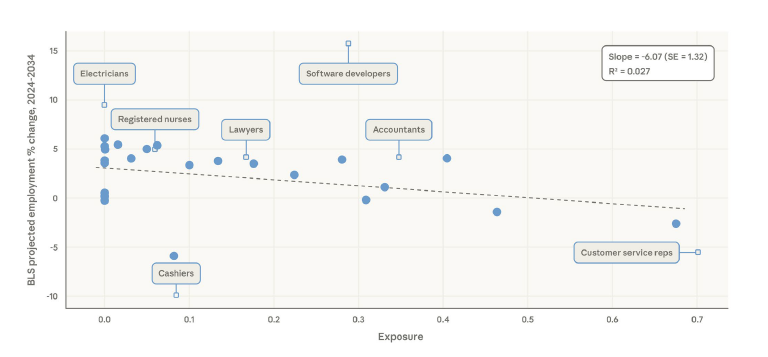 BLS projected employment % change, 2024-2034
15
10
5
0
-5
-10
Slope = -6.07 (SE = 1.32)
R² = 0.027
Electricians
Software developers
Registered nurses
Lawyers
Accountants
Customer service reps
Cashiers
0.0
0.1
0.2
0.3
0.4
0.5
0.6
0.7
Exposure